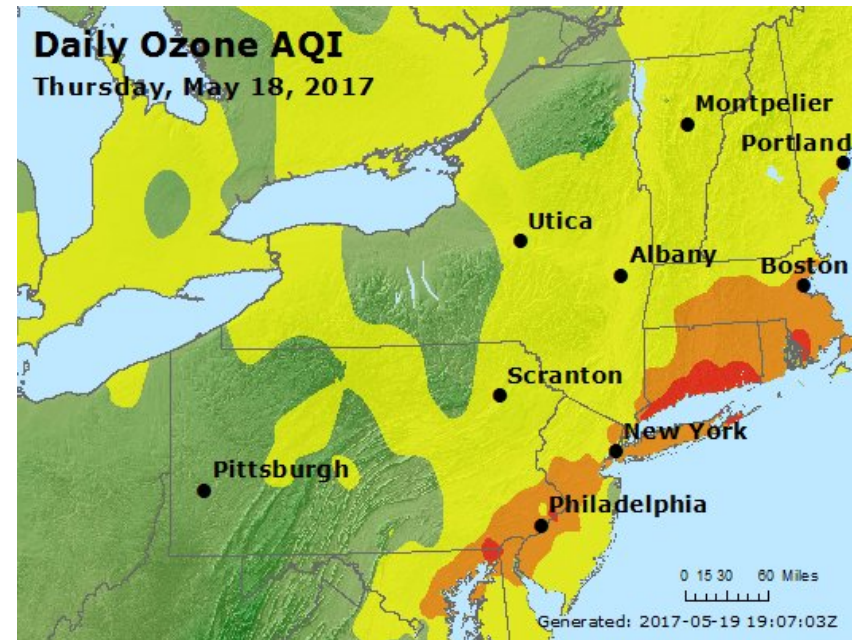 Daily Ozone AQI
Thursday, May 18, 2017
Montpelier
Portland
Utica
Albany
Boston
Scranton
New York
Pittsburgh
Philadelphia
0 15 30 60 Miles
Generated: 2017-05-19 19:07:03Z